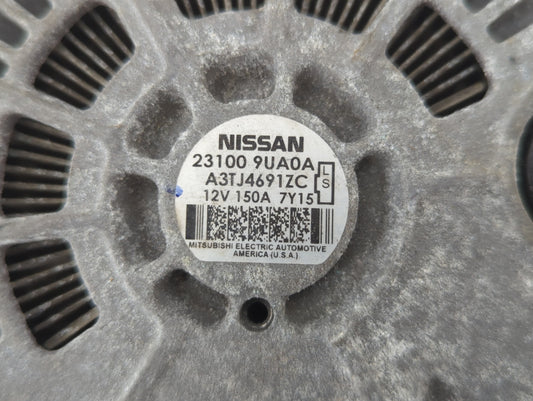 NISSAN
23100 9UA0A
A3TJ4691ZC
L
S
12V 150A 7Y15
MITSUBISHI ELECTRIC AUTOMOTIVE
AMERICA (U.S.A.)